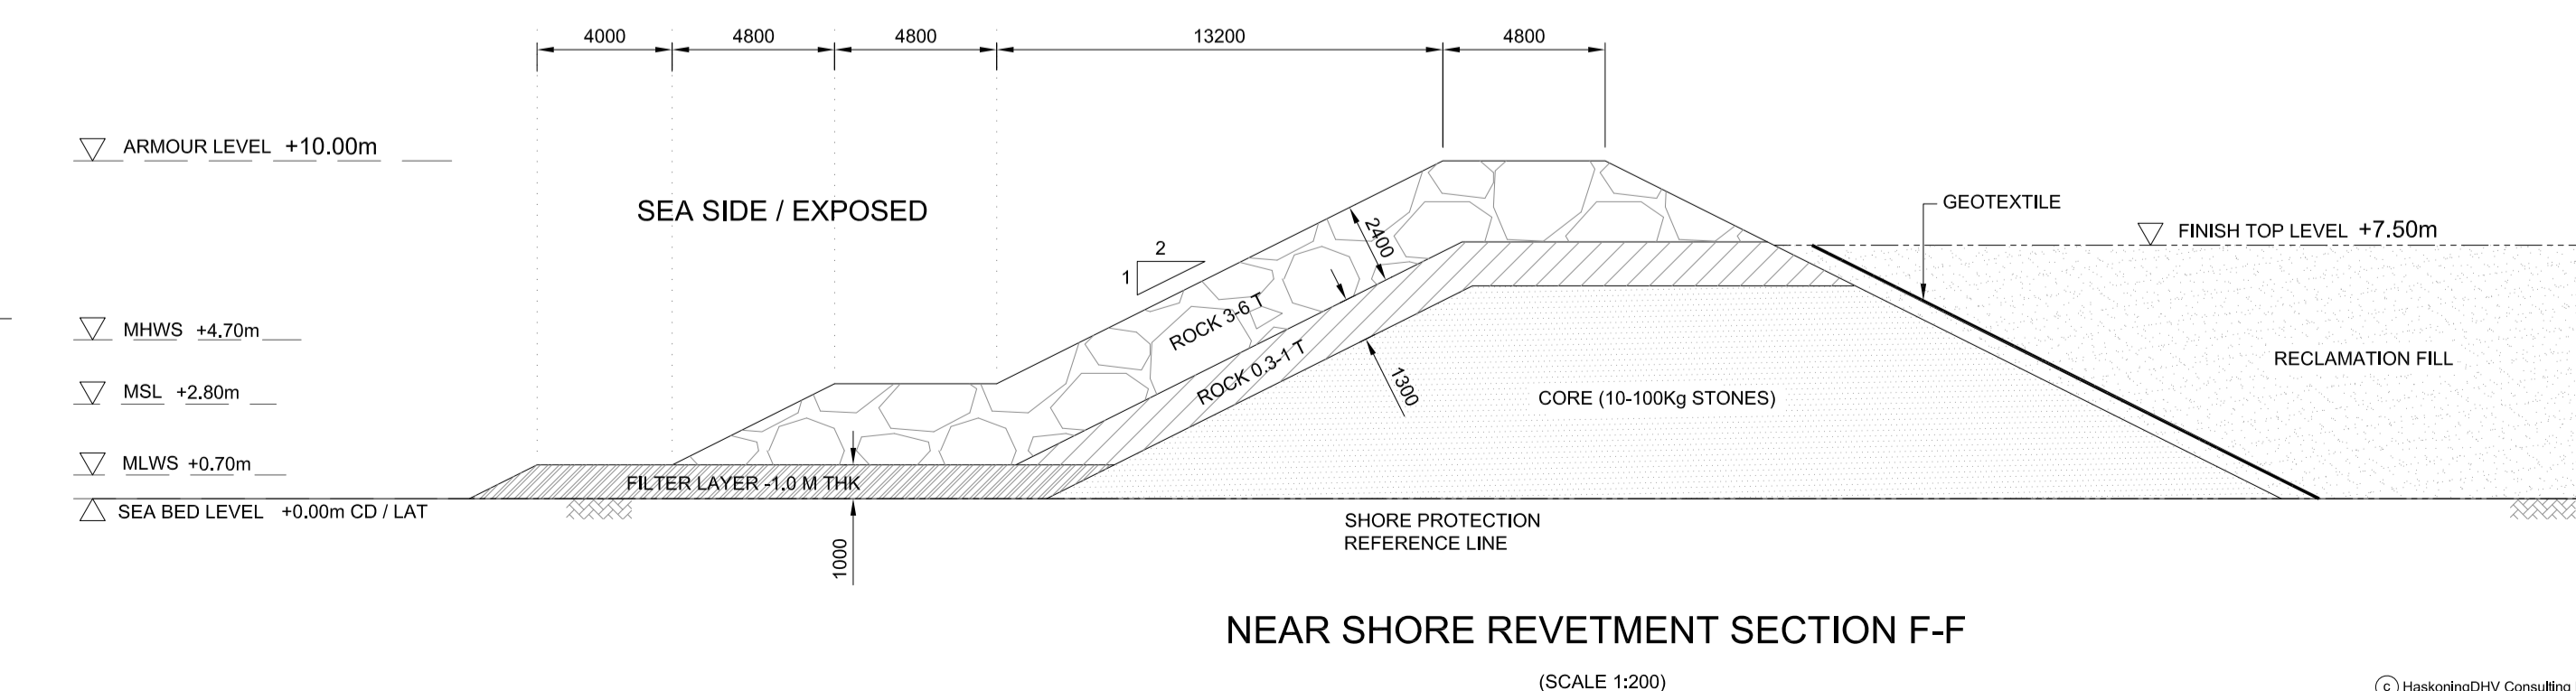 4000 4800 4800 13200 4800
ARMOUR LEVEL +10.00m
SEA SIDE / EXPOSED
GEOTEXTILE
FINISH TOP LEVEL +7.50m
2
1
2400
ROCK 3-6 T
MHWS +4.70m
ROCK 0.3-1 T
RECLAMATION FILL
1300
MSL +2.80m
CORE (10-100Kg STONES)
MLWS +0.70m
FILTER LAYER -1.0 M THK
SEA BED LEVEL +0.00m CD / LAT
1000
SHORE PROTECTION
REFERENCE LINE
NEAR SHORE REVETMENT SECTION F-F
(SCALE 1:200)
© HaskoningDHV Consulting